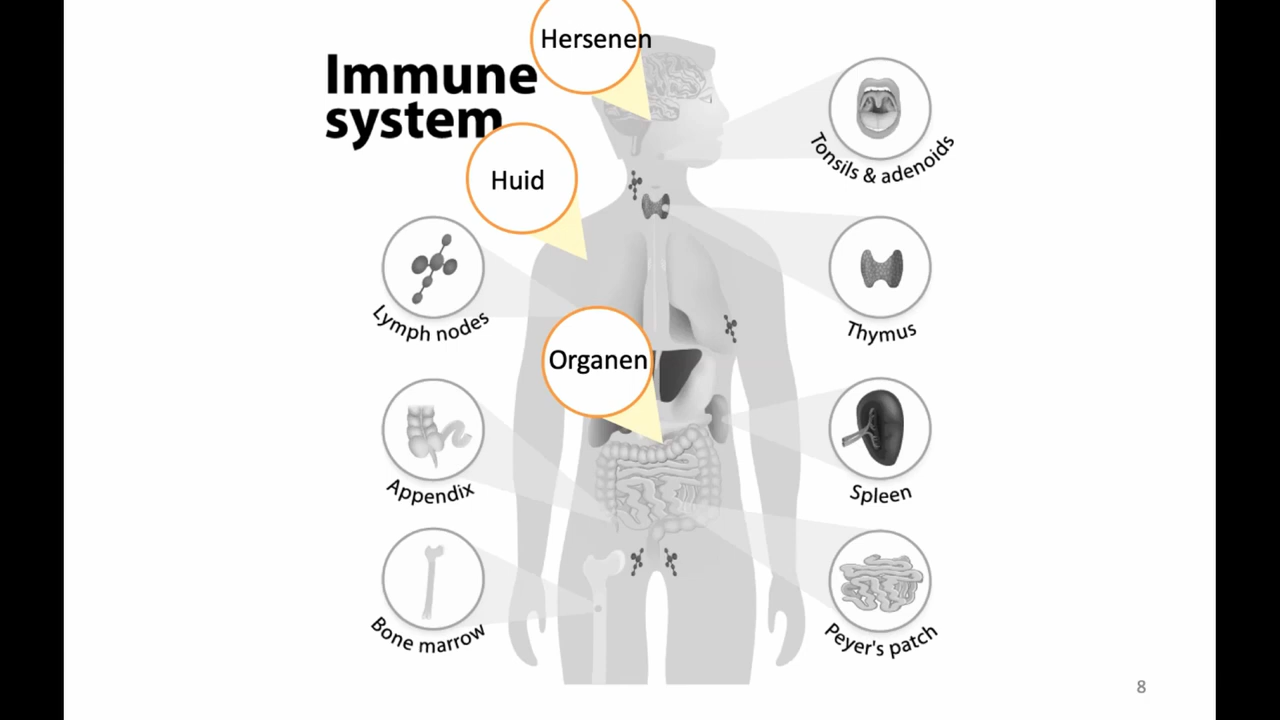 Hersenen
Immune
system
Huid
Organen
Tonsils & adenoids
Lymph nodes
Thymus
Appendix
Spleen
Bone marrow
Peyer's patch
8